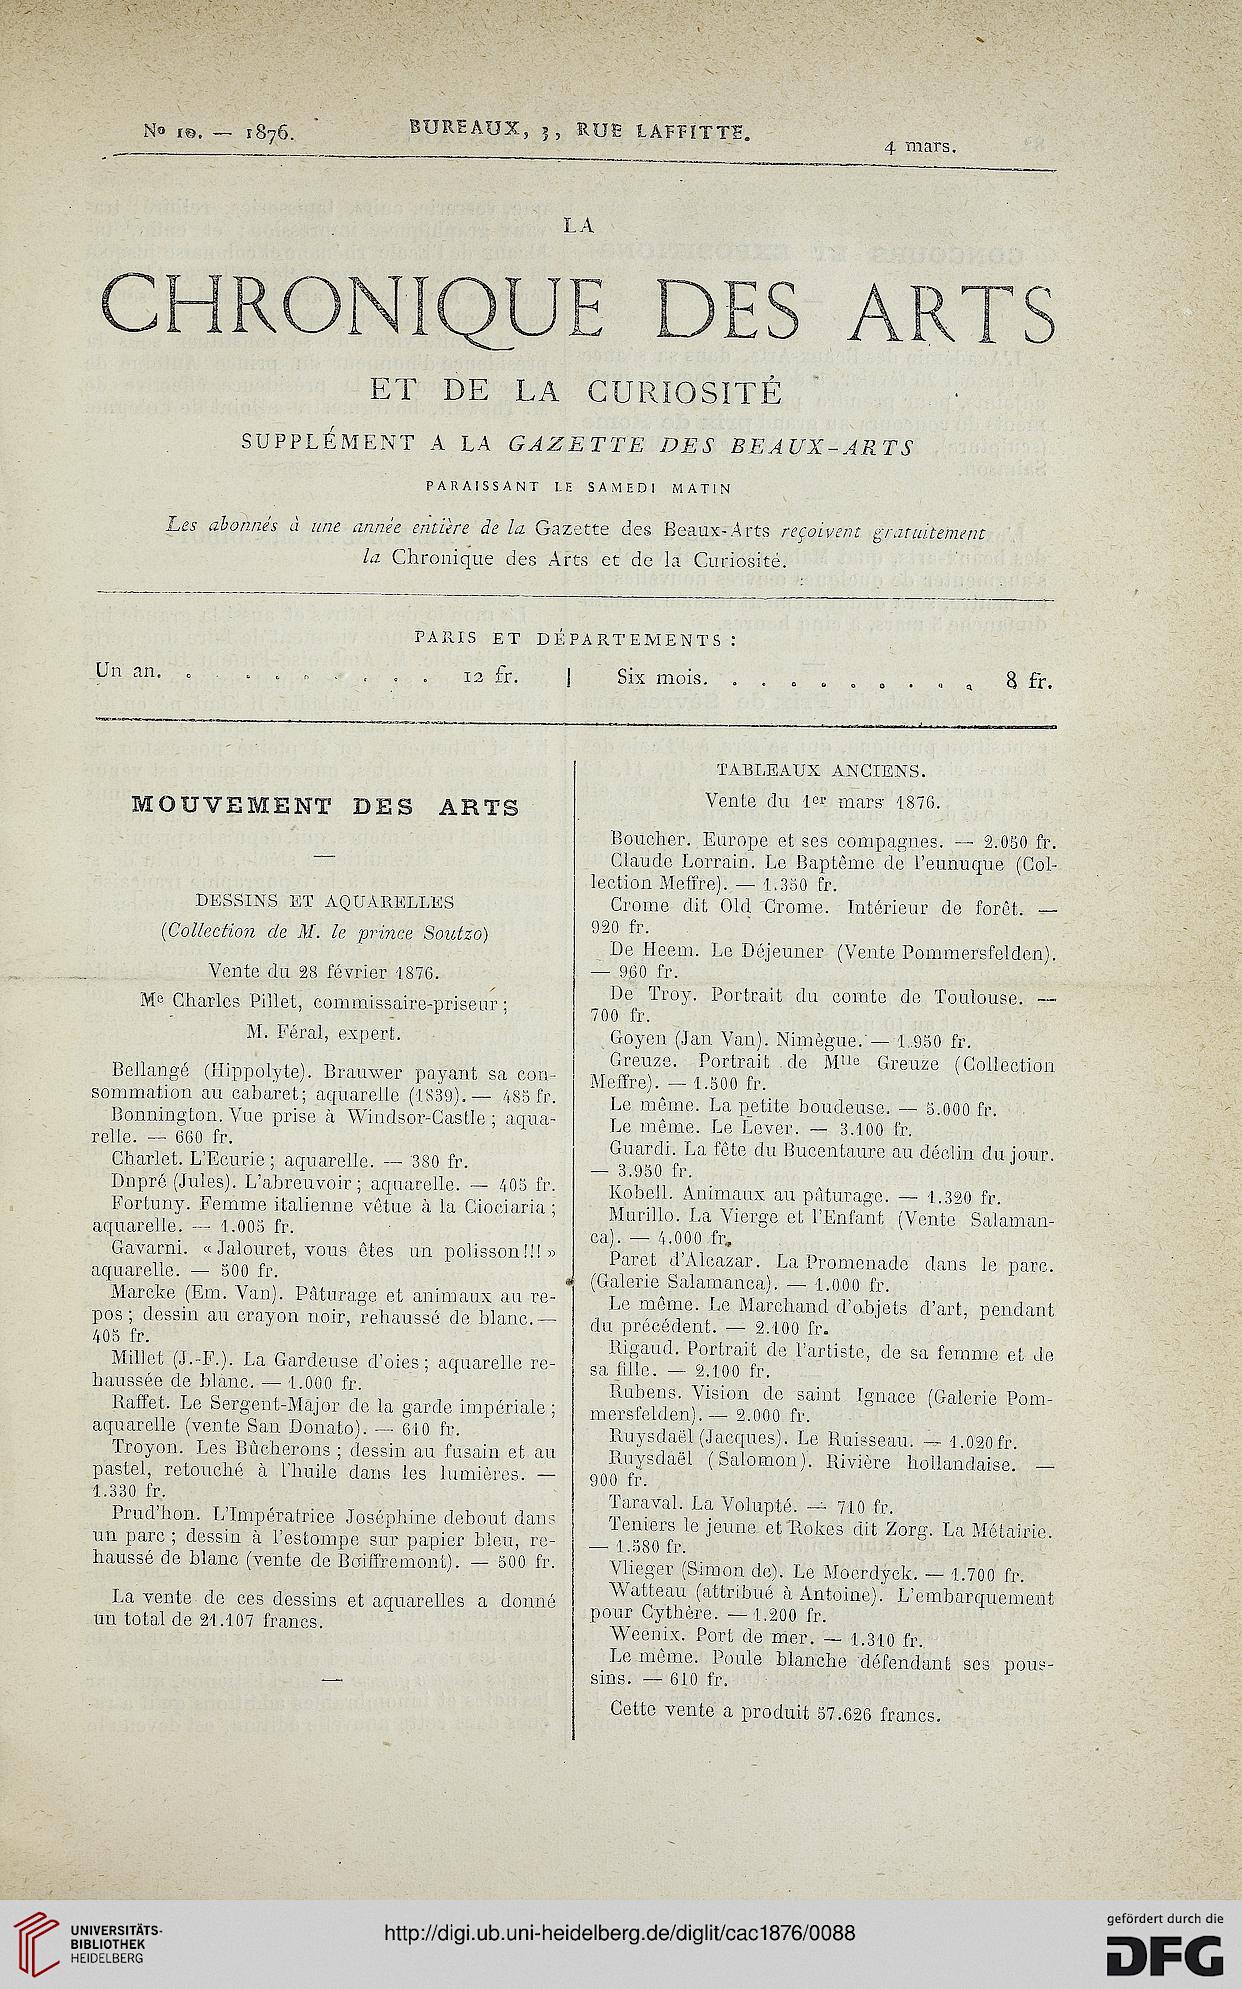 No 10. — 1876.
BUREAUX, 3, RUE LAFFITTE.
4 mars.
LA
CHRONIQUE DES ARTS
ET DE LA CURIOSITÉ
SUPPLÉMENT A LA GAZETTE DES BEAUX-ARTS
PARAISSANT LE SAMEDI MATIN
Les abonnés à une année entière de la Gazette des Beaux-Arts reçoivent gratuitement
la Chronique des Arts et de la Curiosité.
PARIS ET DÉPARTEMENTS :
Un an. . . . . . . . . . 12 fr. | Six mois. . . . . . . . . . 8 fr.
MOUVEMENT DES ARTS
—
DESSINS ET AQUARELLES
(Collection de M. le prince Soutzo)
Vente du 28 février 1876.
Me Charles Pillet, commissaire-priseur ;
M. Féral, expert.
Bellangé (Hippolyte). Brauwer payant sa con-
sommation au cabaret; aquarelle (1839). — 485 fr.
Bonnington. Vue prise à Windsor-Castle ; aqua-
relle. — 660 fr.
Charlet. L'Ecurie ; aquarelle. — 380 fr.
Dupré (Jules). L'abreuvoir ; aquarelle. — 405 fr.
Fortuny. Femme italienne vêtue à la Ciociaria ;
aquarelle. — 1.005 fr.
Gavarni. « Jalouret, vous êtes un polisson!!! »
aquarelle. — 500 fr.
Marcke (Em. Van). Pâturage et animaux au re-
pos ; dessin au crayon noir, rehaussé de blanc. —
405 fr.
Millet (J.-F.). La Gardeuse d'oies ; aquarelle re-
haussée de blanc. — 1.000 fr.
Raffet. Le Sergent-Major de la garde impériale ;
aquarelle (vente San Donato). — 610 fr.
Troyon. Les Bûcherons ; dessin au fusain et au
pastel, retouché à l'huile dans les lumières. —
1.330 fr.
Prud'hon. L'Impératrice Joséphine debout dans
un parc ; dessin à l'estompe sur papier bleu, re-
haussé de blanc (vente de Boiffremont). — 500 fr.
La vente de ces dessins et aquarelles a donné
un total de 21.107 francs.
—
TABLEAUX ANCIENS.
Vente du 1er mars 1876.
Boucher. Europe et ses compagnes. — 2.050 fr.
Claude Lorrain. Le Baptême de l'eunuque (Col-
lection Meffre). — 1.350 fr.
Crome dit Old Crome. Intérieur de forêt. —
920 fr.
De Heem. Le Déjeuner (Vente Pommersfelden).
— 960 fr.
De Troy. Portrait du comte de Toulouse. —
700 fr.
Goyen (Jan Van). Nimègue. — 1.950 fr.
Greuze. Portrait de Mlle Greuze (Collection
Meffre). — 1.500 fr.
Le même. La petite boudeuse. — 5.000 fr.
Le même. Le Lever. — 3.100 fr.
Guardi. La fête du Bucentaure au déclin du jour.
— 3.950 fr.
Kobell. Animaux au pâturage. — 1.320 fr.
Murillo. La Vierge et l'Enfant (Vente Salaman-
ca). — 4.000 fr.
Paret d'Alcazar. La Promenade dans le parc.
(Galerie Salamanca). — 1.000 fr.
Le même. Le Marchand d'objets d'art, pendant
du précédent. — 2.100 fr.
Rigaud. Portrait de l'artiste, de sa femme et de
sa fille. — 2.100 fr.
Rubens. Vision de saint Ignace (Galerie Pom-
mersfelden). — 2.000 fr.
Ruysdaël (Jacques). Le Ruisseau. — 1.020 fr.
Ruysdaël (Salomon). Rivière hollandaise. —
900 fr.
Taraval. La Volupté. — 710 fr.
Teniers le jeune et Rokes dit Zorg. La Métairie.
— 1.580 fr.
Vlieger (Simon de). Le Moerdyck. — 1.700 fr.
Watteau (attribué à Antoine). L'embarquement
pour Cythère. — 1.200 fr.
Weenix. Port de mer. — 1.310 fr.
Le même. Poule blanche défendant ses pous-
sins. — 610 fr.
Cette vente a produit 57.626 francs.
UNIVERSITÄTS-
BIBLIOTHEK
HEIDELBERG
http://digi.ub.uni-heidelberg.de/diglit/cac1876/0088
gefördert durch die
DFG